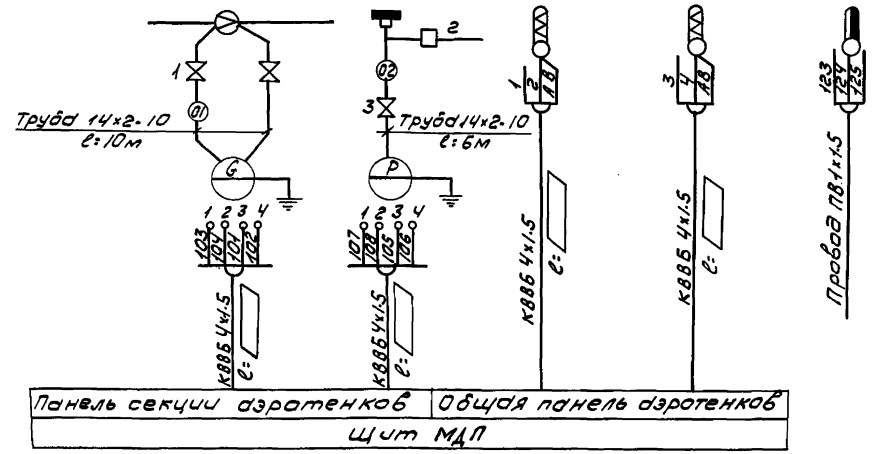 1
01
Труба 14×2-10
ℓ=10м
G
1 2 3 4
103 104 101 102
КВВБ 4×1.5
ℓ=
2
02
3
Труба 14×2-10
ℓ=6м
P
1 2 3 4
107 108 105 106
КВВБ 4×1.5
ℓ=
1 2 АВ
КВВБ 4×1.5
ℓ=
3 4 АВ
КВВБ 4×1.5
ℓ=
123 124 125
Провод ПВ.1×1.5
Панель секции аэратенков
Общая панель аэротенков
Щит МДП